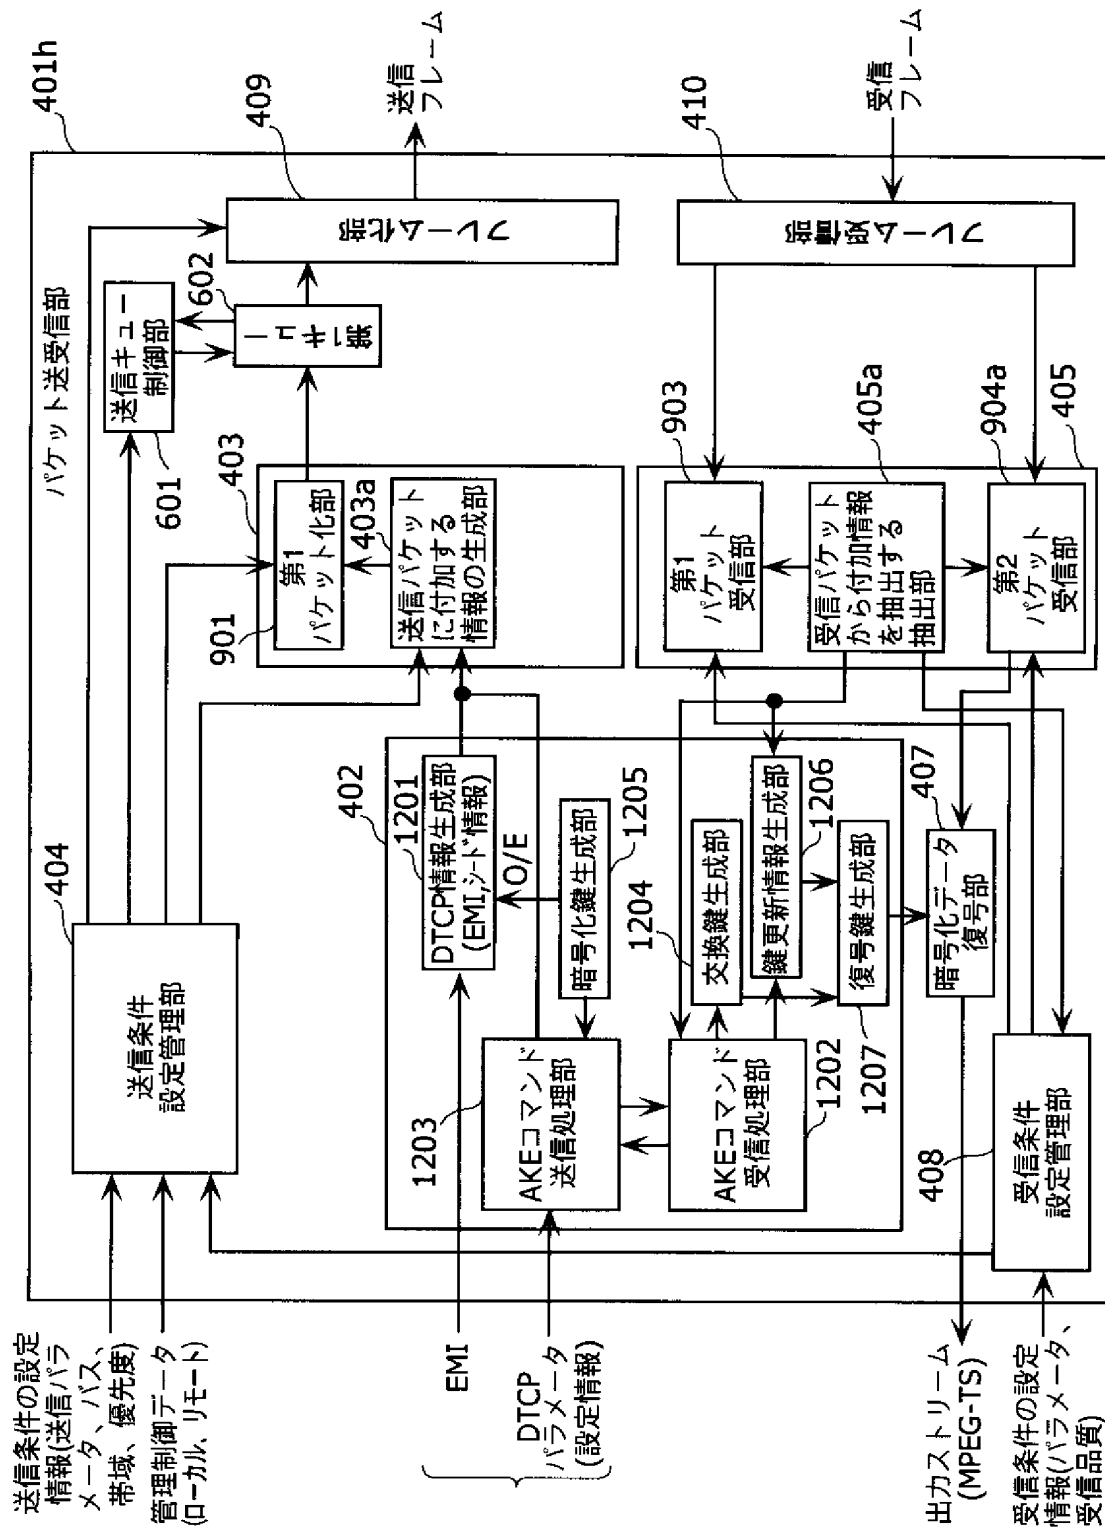 送信条件の設定
情報(送信パラ
メータ、パス、
帯域、優先度)
管理制御データ
(ローカル、リモート)
EMI
DTCP
パラメータ
(設定情報)
出力ストリーム
(MPEG-TS)
受信条件の設定
情報(パラメータ、
受信品質)
パケット送受信部
401h
404
送信条件
設定管理部
601
送信キュー
制御部
602
第1キュー
409
フレーム化部
送信
フレーム
403
901
第1
パケット化部
403a
送信パケット
に付加する
情報の生成部
402
1201
DTCP情報生成部
(EMI,シード情報)
O/E
1205
暗号化鍵生成部
1203
AKEコマンド
送信処理部
1204
交換鍵生成部
1206
鍵更新情報生成部
1202
AKEコマンド
受信処理部
1207
復号鍵生成部
407
暗号化データ
復号部
408
受信条件
設定管理部
903
第1
パケット
受信部
405a
受信パケット
から付加情報
を抽出する
抽出部
904a
第2
パケット
受信部
405
410
フレーム受信部
受信
フレーム